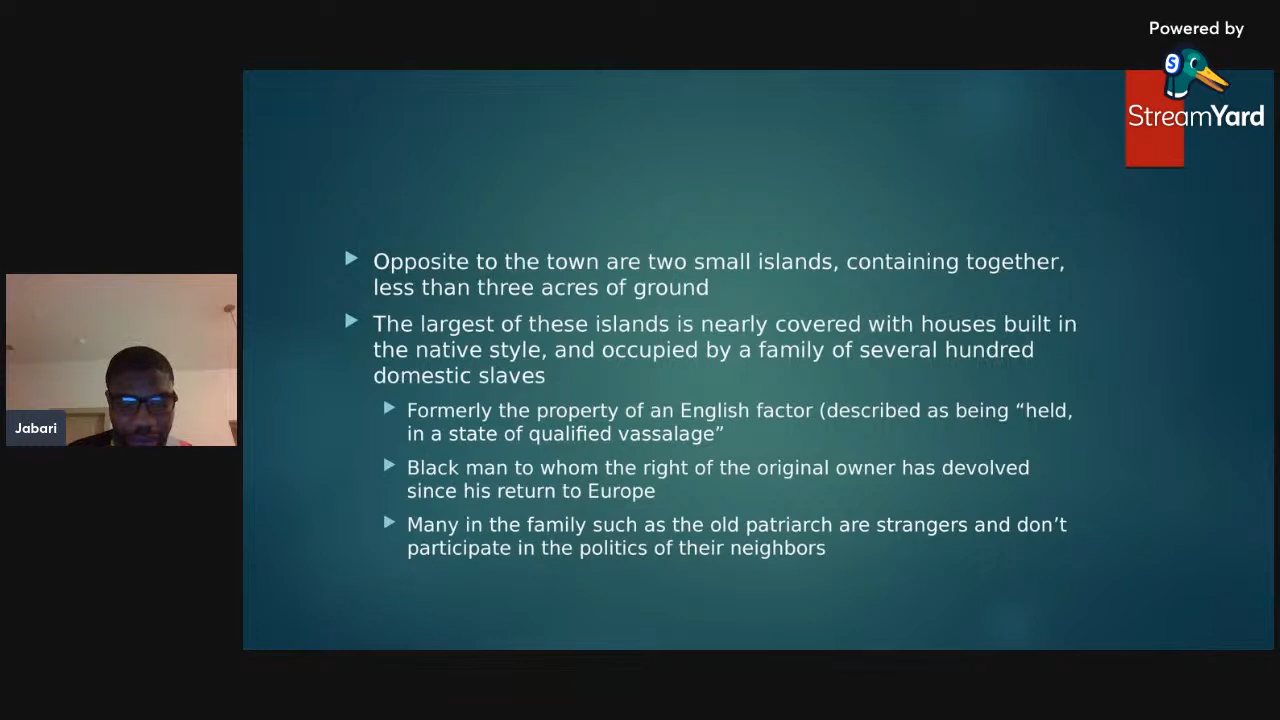 Powered by
S
StreamYard
Opposite to the town are two small islands, containing together,
less than three acres of ground
The largest of these islands is nearly covered with houses built in
the native style, and occupied by a family of several hundred
domestic slaves
Formerly the property of an English factor (described as being “held,
in a state of qualified vassalage”
Black man to whom the right of the original owner has devolved
since his return to Europe
Many in the family such as the old patriarch are strangers and don’t
participate in the politics of their neighbors
Jabari